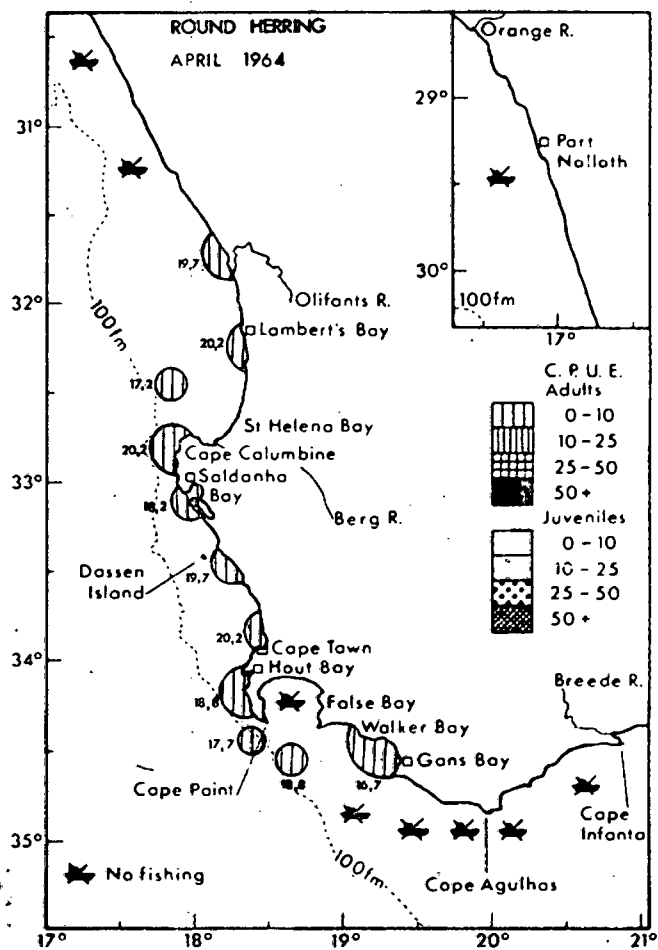 ROUND HERRING
APRIL 1964
Orange R.
29°
Port
Nolloth
30°
100fm
17°
31°
19,7
Olifants R.
32°
100fm
20,2
Lambert's Bay
17,2
C. P. U. E.
Adults
0-10
10-25
25-50
50+
Juveniles
0-10
10-25
25-50
50+
St Helena Bay
20,2
Cape Columbine
33°
Saldanha
Bay
18,2
Berg R.
Dassen
Island
19,7
20,2
Cape Town
34°
Hout Bay
Breede R.
False Bay
Walker Bay
17,7
Gans Bay
Cape Point
18,8
16,7
Cape
Infanta
35°
100fm
No fishing
Cape Agulhas
17°
18°
19°
20°
21°